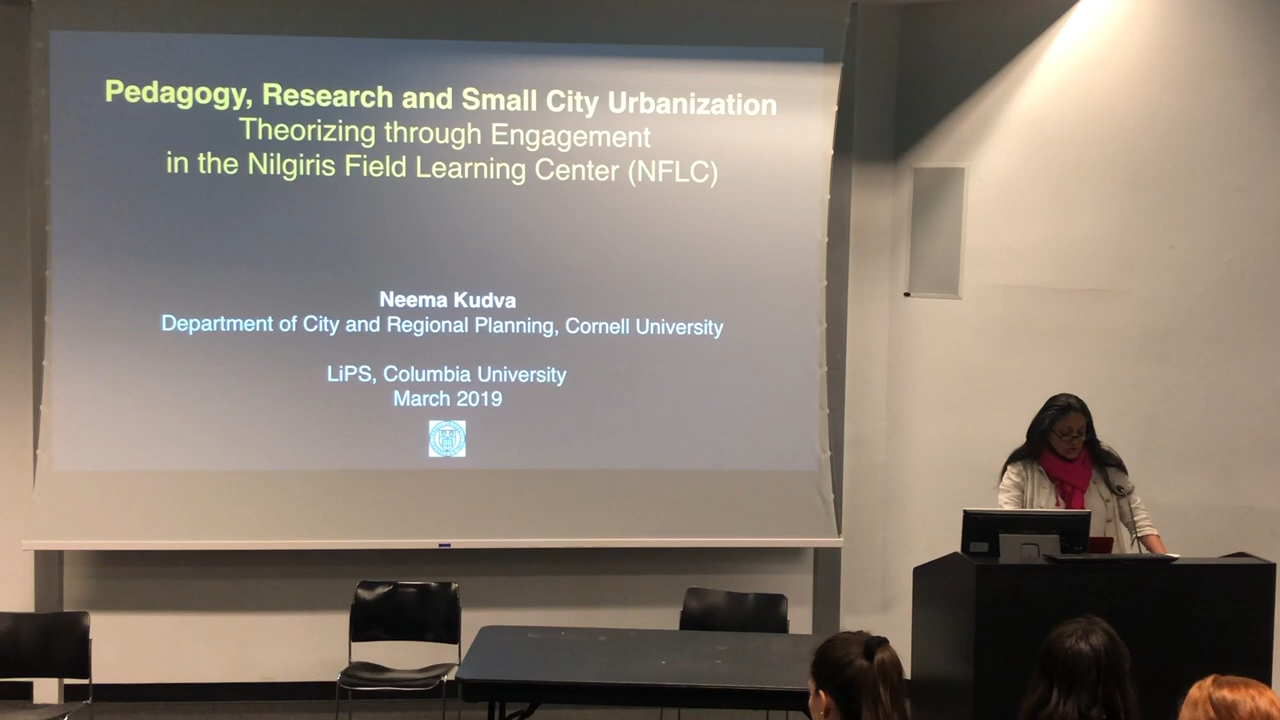 Pedagogy, Research and Small City Urbanization
Theorizing through Engagement
in the Nilgiris Field Learning Center (NFLC)
Neema Kudva
Department of City and Regional Planning, Cornell University
LiPS, Columbia University
March 2019